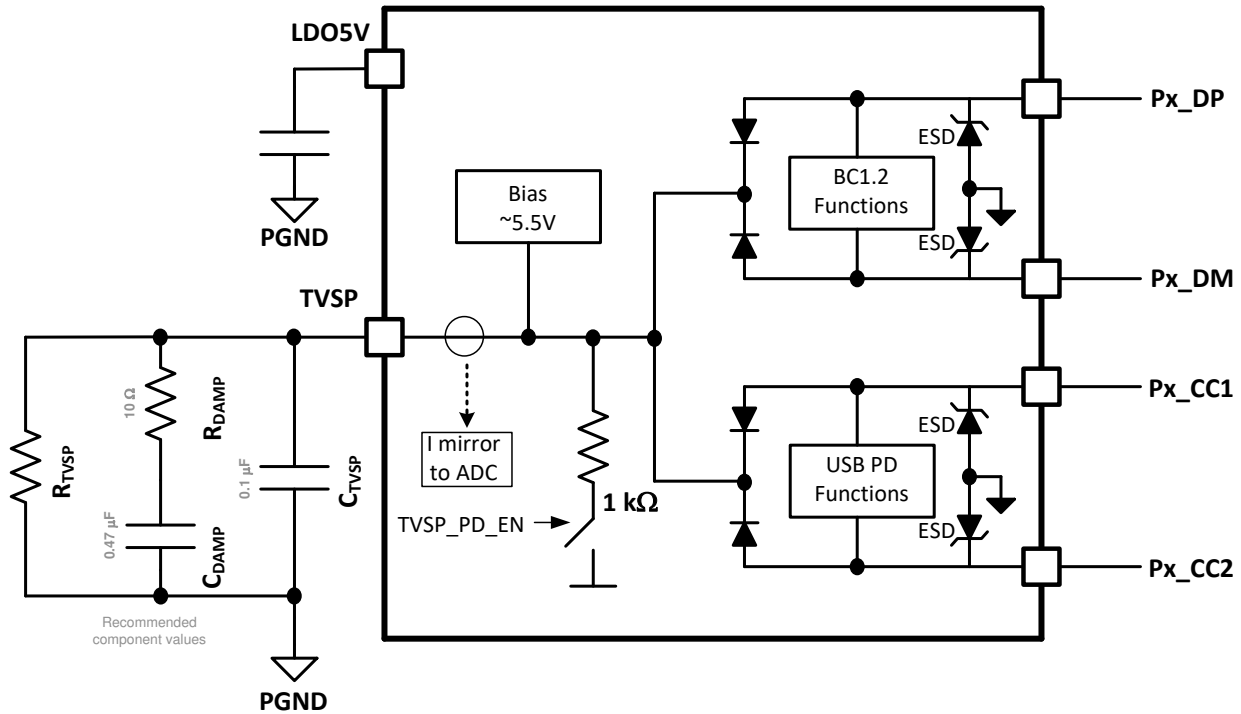 LDO5V
PGND
Px_DP
ESD
BC1.2
Functions
ESD
Px_DM
Bias
~5.5V
TVSP
I mirror
to ADC
1 kΩ
TVSP_PD_EN
Px_CC1
ESD
USB PD
Functions
ESD
Px_CC2
RTVSP
10 Ω
RDAMP
0.47 µF
CDAMP
0.1 µF
CTVSP
Recommended
component values
PGND